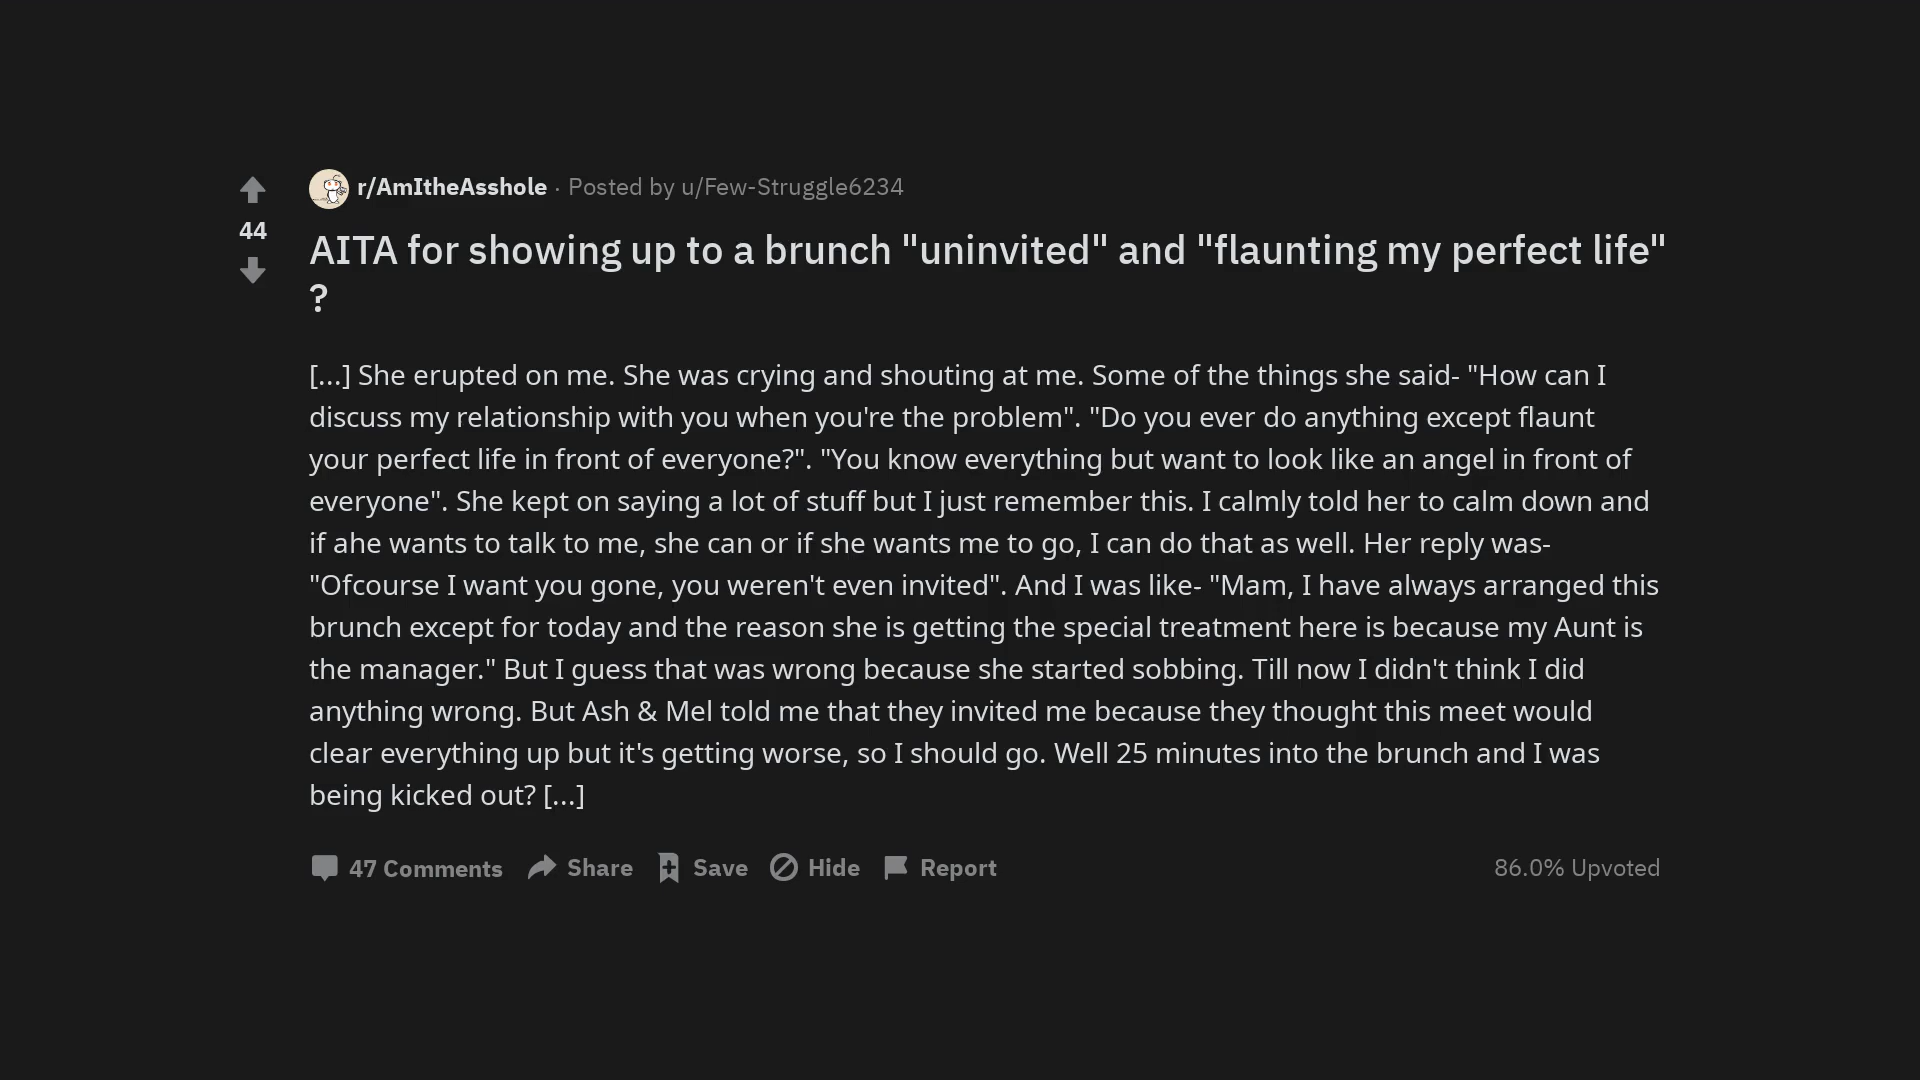 r/AmItheAsshole · Posted by u/Few-Struggle6234
44
AITA for showing up to a brunch "uninvited" and "flaunting my perfect life"
?
[...] She erupted on me. She was crying and shouting at me. Some of the things she said- "How can I
discuss my relationship with you when you're the problem". "Do you ever do anything except flaunt
your perfect life in front of everyone?". "You know everything but want to look like an angel in front of
everyone". She kept on saying a lot of stuff but I just remember this. I calmly told her to calm down and
if ahe wants to talk to me, she can or if she wants me to go, I can do that as well. Her reply was-
"Ofcourse I want you gone, you weren't even invited". And I was like- "Mam, I have always arranged this
brunch except for today and the reason she is getting the special treatment here is because my Aunt is
the manager." But I guess that was wrong because she started sobbing. Till now I didn't think I did
anything wrong. But Ash & Mel told me that they invited me because they thought this meet would
clear everything up but it's getting worse, so I should go. Well 25 minutes into the brunch and I was
being kicked out? [...]
47 Comments Share Save Hide Report 86.0% Upvoted